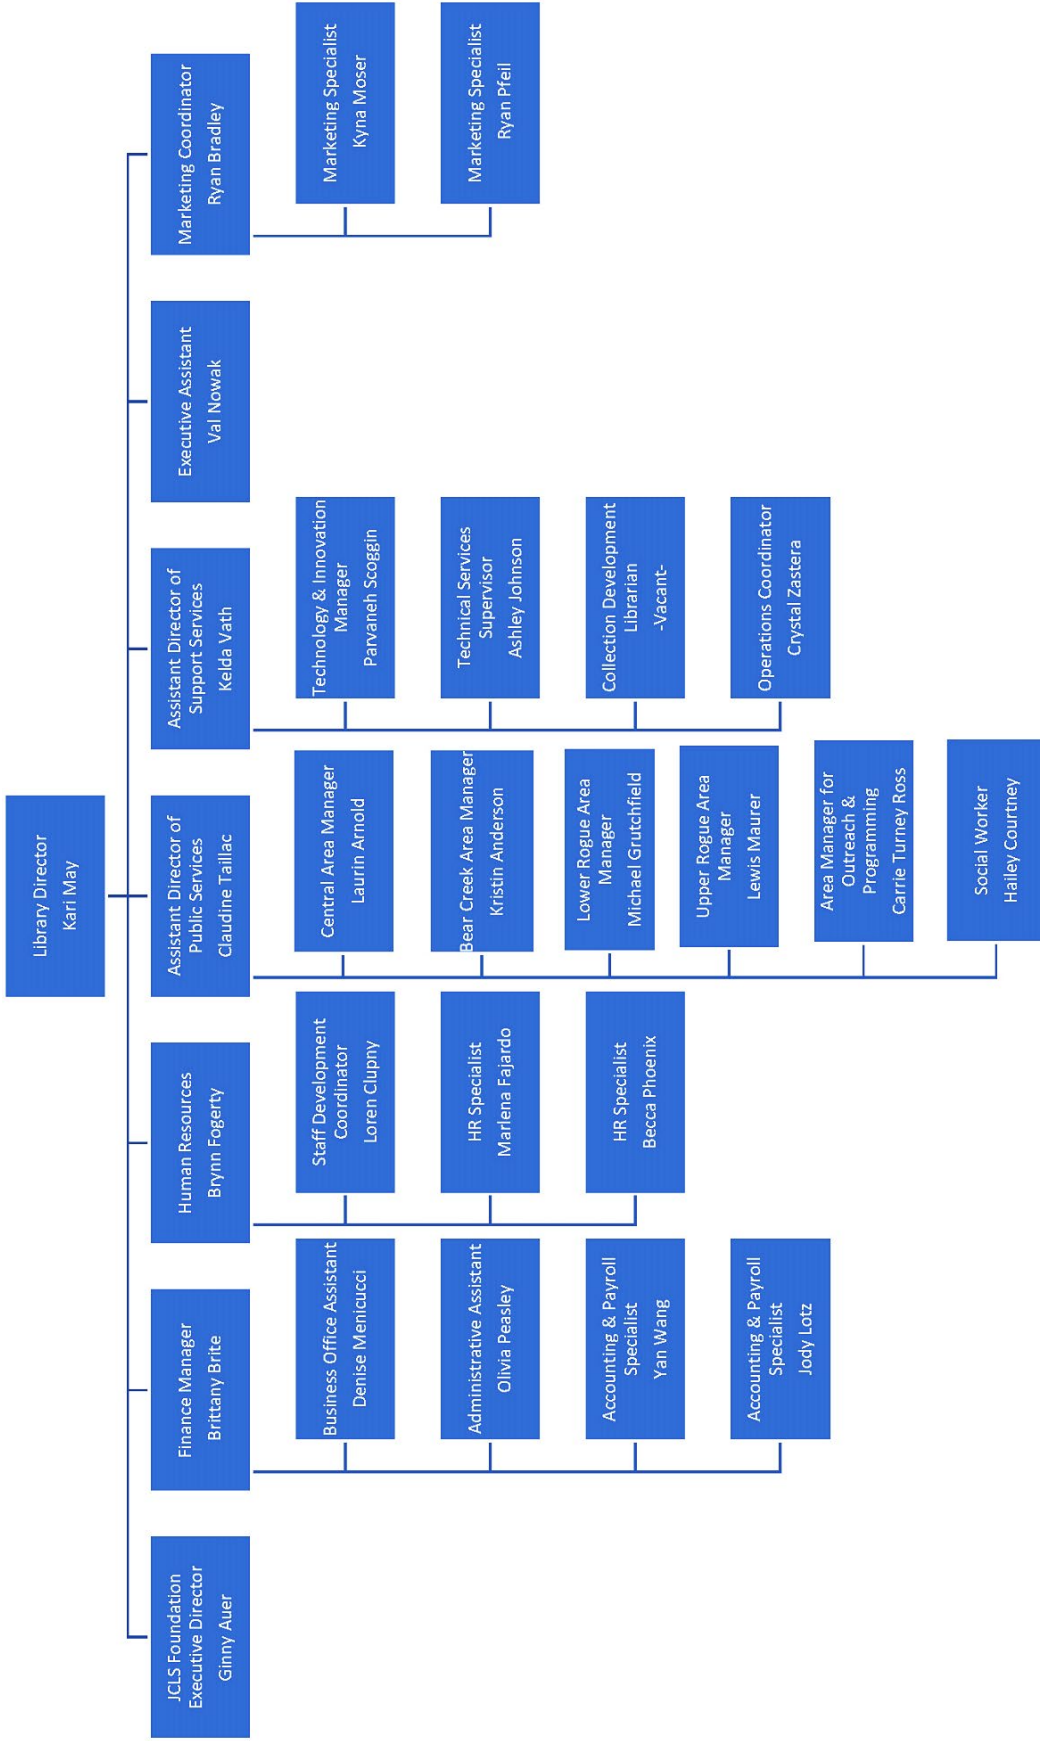 Library Director
Kari May
JCLS Foundation
Executive Director
Ginny Auer
Finance Manager
Brittany Brite
Business Office Assistant
Denise Menicucci
Administrative Assistant
Olivia Peasley
Accounting & Payroll
Specialist
Yan Wang
Accounting & Payroll
Specialist
Jody Lotz
Human Resources
Brynn Fogerty
Staff Development
Coordinator
Loren Clupny
HR Specialist
Marlena Fajardo
HR Specialist
Becca Phoenix
Assistant Director of
Public Services
Claudine Taillac
Central Area Manager
Laurin Arnold
Bear Creek Area Manager
Kristin Anderson
Lower Rogue Area
Manager
Michael Grutchfield
Upper Rogue Area
Manager
Lewis Maurer
Area Manager for
Outreach &
Programming
Carrie Turney Ross
Social Worker
Hailey Courtney
Assistant Director of
Support Services
Kelda Vath
Technology & Innovation
Manager
Parvaneh Scoggin
Technical Services
Supervisor
Ashley Johnson
Collection Development
Librarian
-Vacant-
Operations Coordinator
Crystal Zastera
Executive Assistant
Val Nowak
Marketing Coordinator
Ryan Bradley
Marketing Specialist
Kyna Moser
Marketing Specialist
Ryan Pfeil